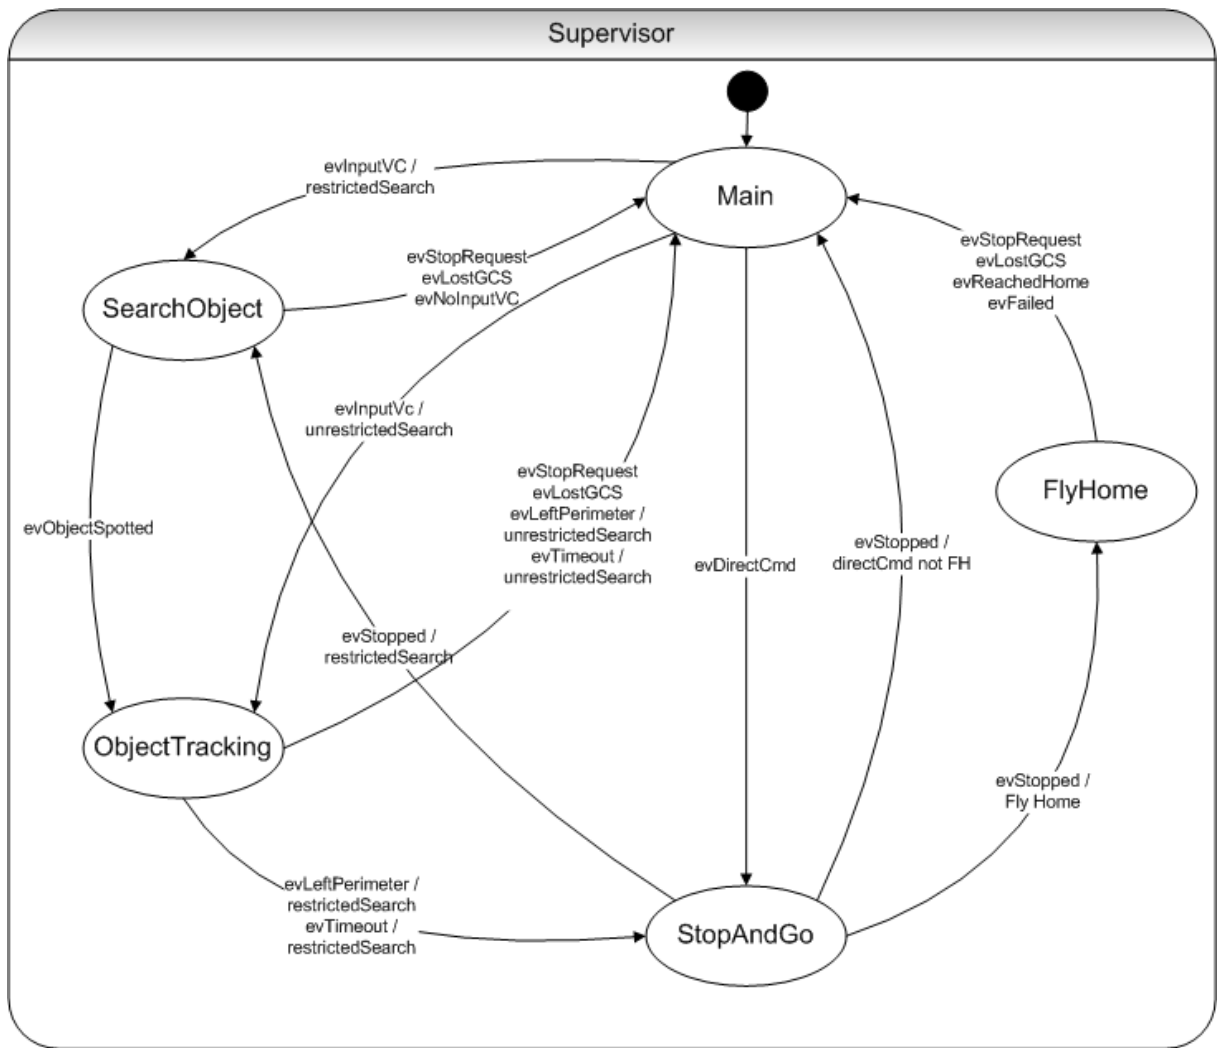 Supervisor
Main
evInputVC /
restrictedSearch
evStopRequest
evLostGCS
evNoInputVC
evStopRequest
evLostGCS
evReachedHome
evFailed
SearchObject
evInputVc /
unrestrictedSearch
evStopRequest
evLostGCS
evLeftPerimeter /
unrestrictedSearch
evTimeout /
unrestrictedSearch
FlyHome
evObjectSpotted
evDirectCmd
evStopped /
directCmd not FH
evStopped /
restrictedSearch
ObjectTracking
evStopped /
Fly Home
evLeftPerimeter /
restrictedSearch
evTimeout /
restrictedSearch
StopAndGo